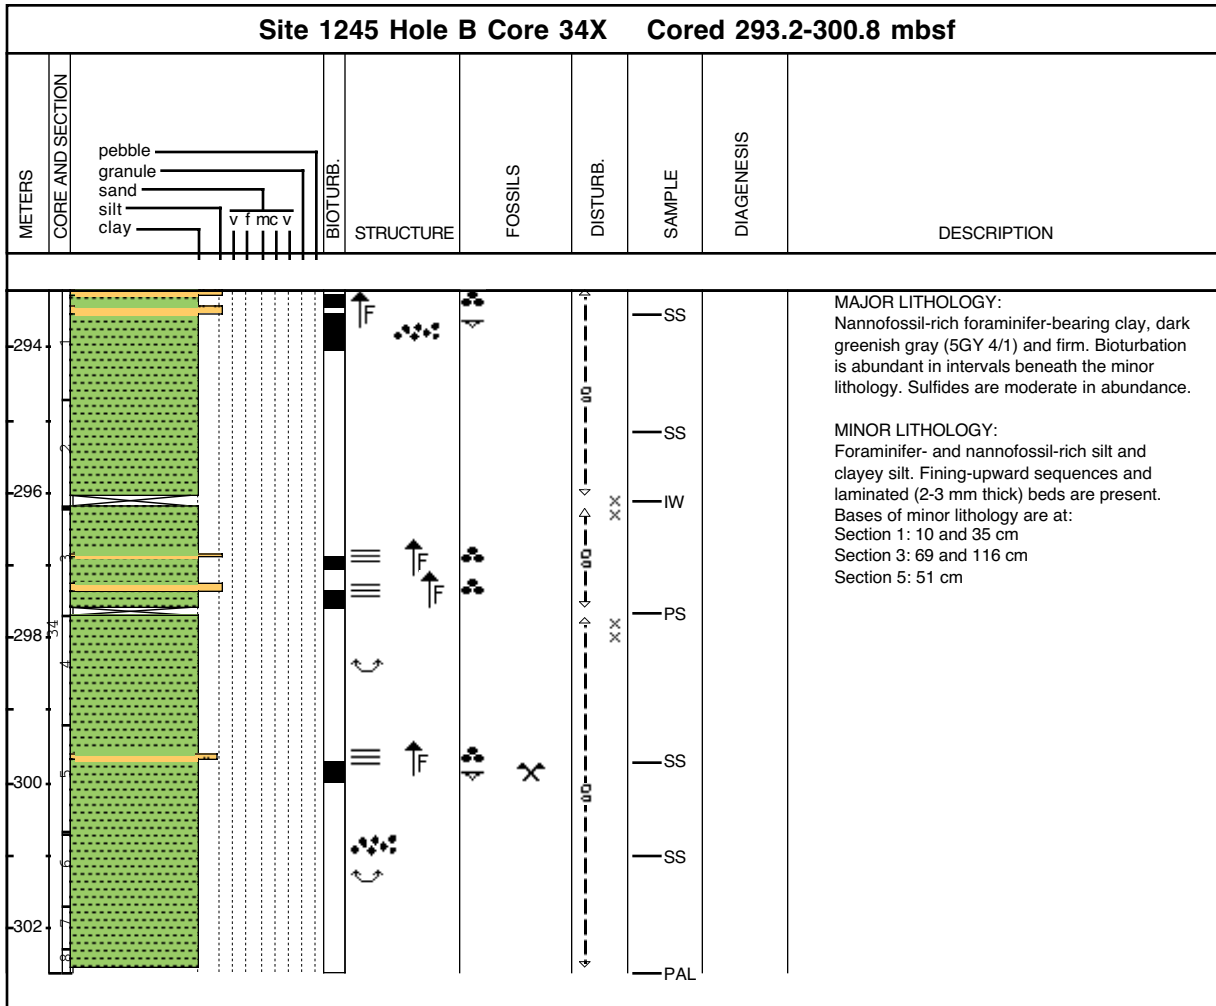 Site 1245 Hole B Core 34X Cored 293.2-300.8 mbsf
METERS
CORE AND SECTION
pebble
granule
sand
silt
clay
v f m c v
BIOTURB.
STRUCTURE
FOSSILS
DISTURB.
SAMPLE
DIAGENESIS
DESCRIPTION
294
296
298
300
302
1
2
3
34
4
5
6
7
8
F
F
F
F
SS
SS
IW
PS
SS
SS
PAL
MAJOR LITHOLOGY:
Nannofossil-rich foraminifer-bearing clay, dark
greenish gray (5GY 4/1) and firm. Bioturbation
is abundant in intervals beneath the minor
lithology. Sulfides are moderate in abundance.
MINOR LITHOLOGY:
Foraminifer- and nannofossil-rich silt and
clayey silt. Fining-upward sequences and
laminated (2-3 mm thick) beds are present.
Bases of minor lithology are at:
Section 1: 10 and 35 cm
Section 3: 69 and 116 cm
Section 5: 51 cm